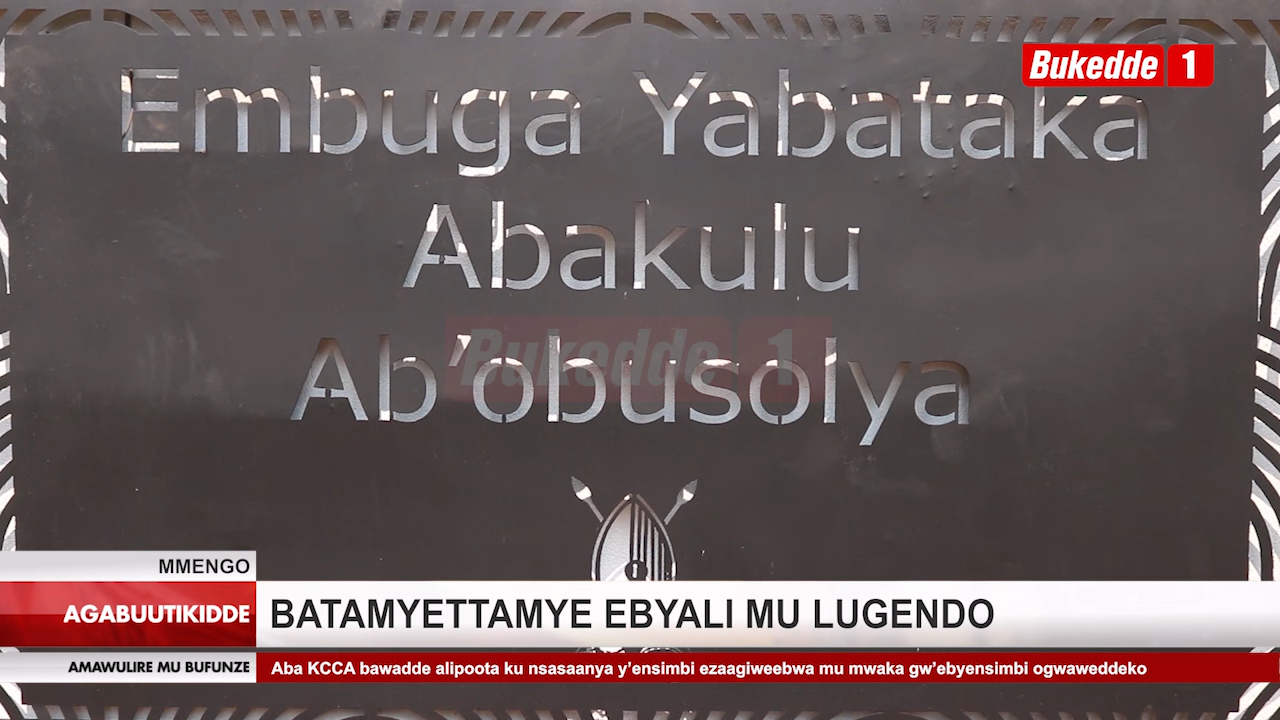 Bukedde 1
Embuga Yabataka
Abakulu
Ab'obusolya
Bukedde 1
MMENGO
AGABUUTIKIDDE
BATAMYETTAMYE EBYALI MU LUGENDO
AMAWULIRE MU BUFUNZE
Aba KCCA bawadde alipoota ku nsasaanya y'ensimbi ezaagiweebwa mu mwaka gw'ebyensimbi ogwaweddeko